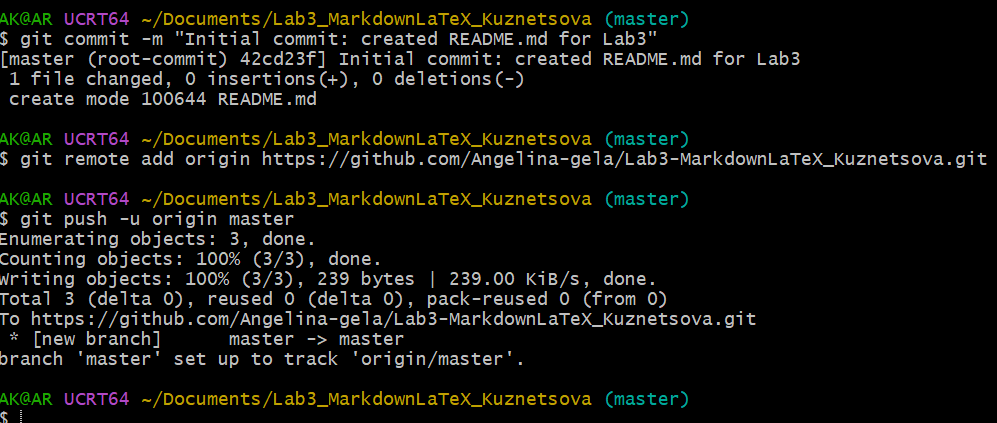 AK@AR UCRT64 ~/Documents/Lab3_MarkdownLaTeX_Kuznetsova (master)
$ git commit -m "Initial commit: created README.md for Lab3"
[master (root-commit) 42cd23f] Initial commit: created README.md for Lab3
 1 file changed, 0 insertions(+), 0 deletions(-)
 create mode 100644 README.md

AK@AR UCRT64 ~/Documents/Lab3_MarkdownLaTeX_Kuznetsova (master)
$ git remote add origin https://github.com/Angelina-gela/Lab3-MarkdownLaTeX_Kuznetsova.git

AK@AR UCRT64 ~/Documents/Lab3_MarkdownLaTeX_Kuznetsova (master)
$ git push -u origin master
Enumerating objects: 3, done.
Counting objects: 100% (3/3), done.
Writing objects: 100% (3/3), 239 bytes | 239.00 KiB/s, done.
Total 3 (delta 0), reused 0 (delta 0), pack-reused 0 (from 0)
To https://github.com/Angelina-gela/Lab3-MarkdownLaTeX_Kuznetsova.git
 * [new branch]      master -> master
branch 'master' set up to track 'origin/master'.

AK@AR UCRT64 ~/Documents/Lab3_MarkdownLaTeX_Kuznetsova (master)
$